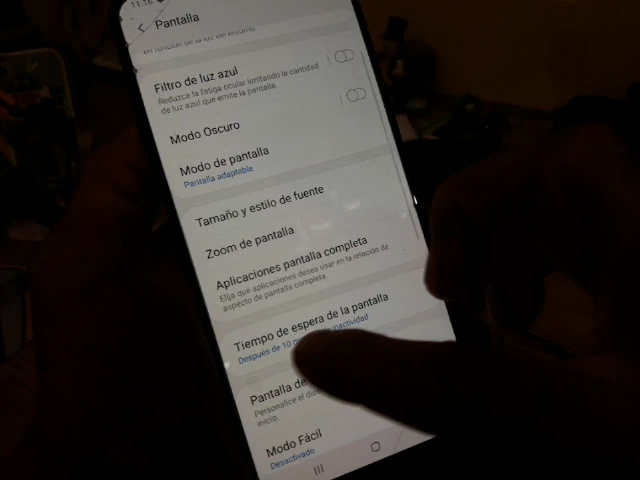 11:16
Pantalla
en función de la luz del entorno.
Filtro de luz azul
Reduzca la fatiga ocular limitando la cantidad
de luz azul que emite la pantalla.
Modo Oscuro
Modo de pantalla
Pantalla adaptable
Tamaño y estilo de fuente
Zoom de pantalla
Aplicaciones pantalla completa
Elija qué aplicaciones desea usar en la relación de
aspecto de pantalla completa
Tiempo de espera de la pantalla
Después de 10 inactividad
Pantalla de
Personalice el
inicio.
Modo Fácil
Desactivado